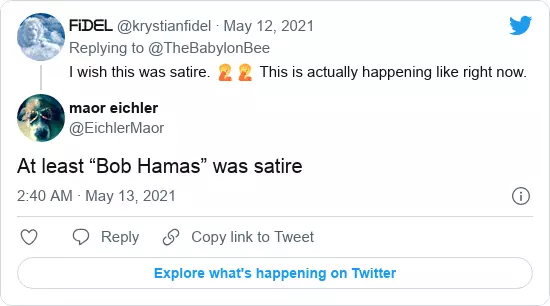 FiDEL @krystianfidel · May 12, 2021
Replying to @TheBabylonBee
I wish this was satire. 🤦🤦 This is actually happening like right now.
maor eichler
@EichlerMaor
At least “Bob Hamas” was satire
2:40 AM · May 13, 2021
Reply
Copy link to Tweet
Explore what's happening on Twitter